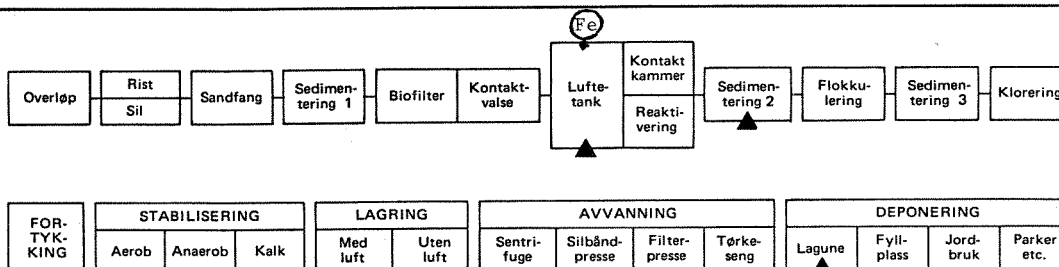 Fe
Overløp
Rist
Sil
Sandfang
Sedimen-
tering 1
Biofilter
Kontakt-
valse
Lufte-
tank
Kontakt
kammer
Reakti-
vering
Sedimen-
tering 2
Flokku-
lering
Sedimen-
tering 3
Klorering
FOR-
TYK-
KING
STABILISERING
Aerob
Anaerob
Kalk
LAGRING
Med
luft
Uten
luft
AVVANNING
Sentri-
fuge
Silbånd-
presse
Filter-
presse
Tørke-
seng
DEPONERING
Lagune
Fyll-
plass
Jord-
bruk
Parker
etc.